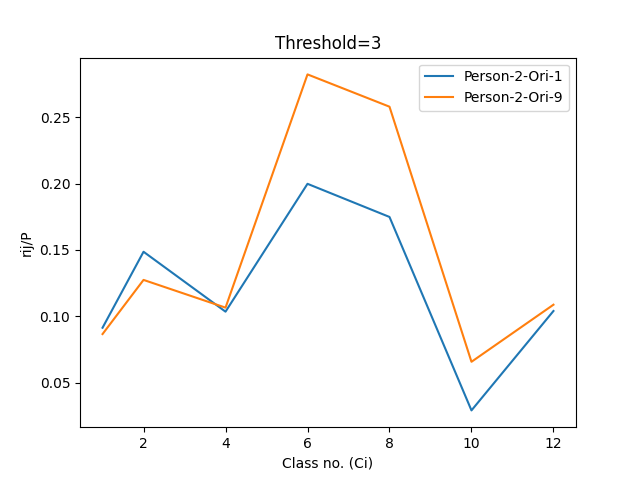 Threshold=3
Person-2-Ori-1
Person-2-Ori-9
0.25
0.20
0.15
0.10
0.05
rij/P
2 4 6 8 10 12
Class no. (Ci)